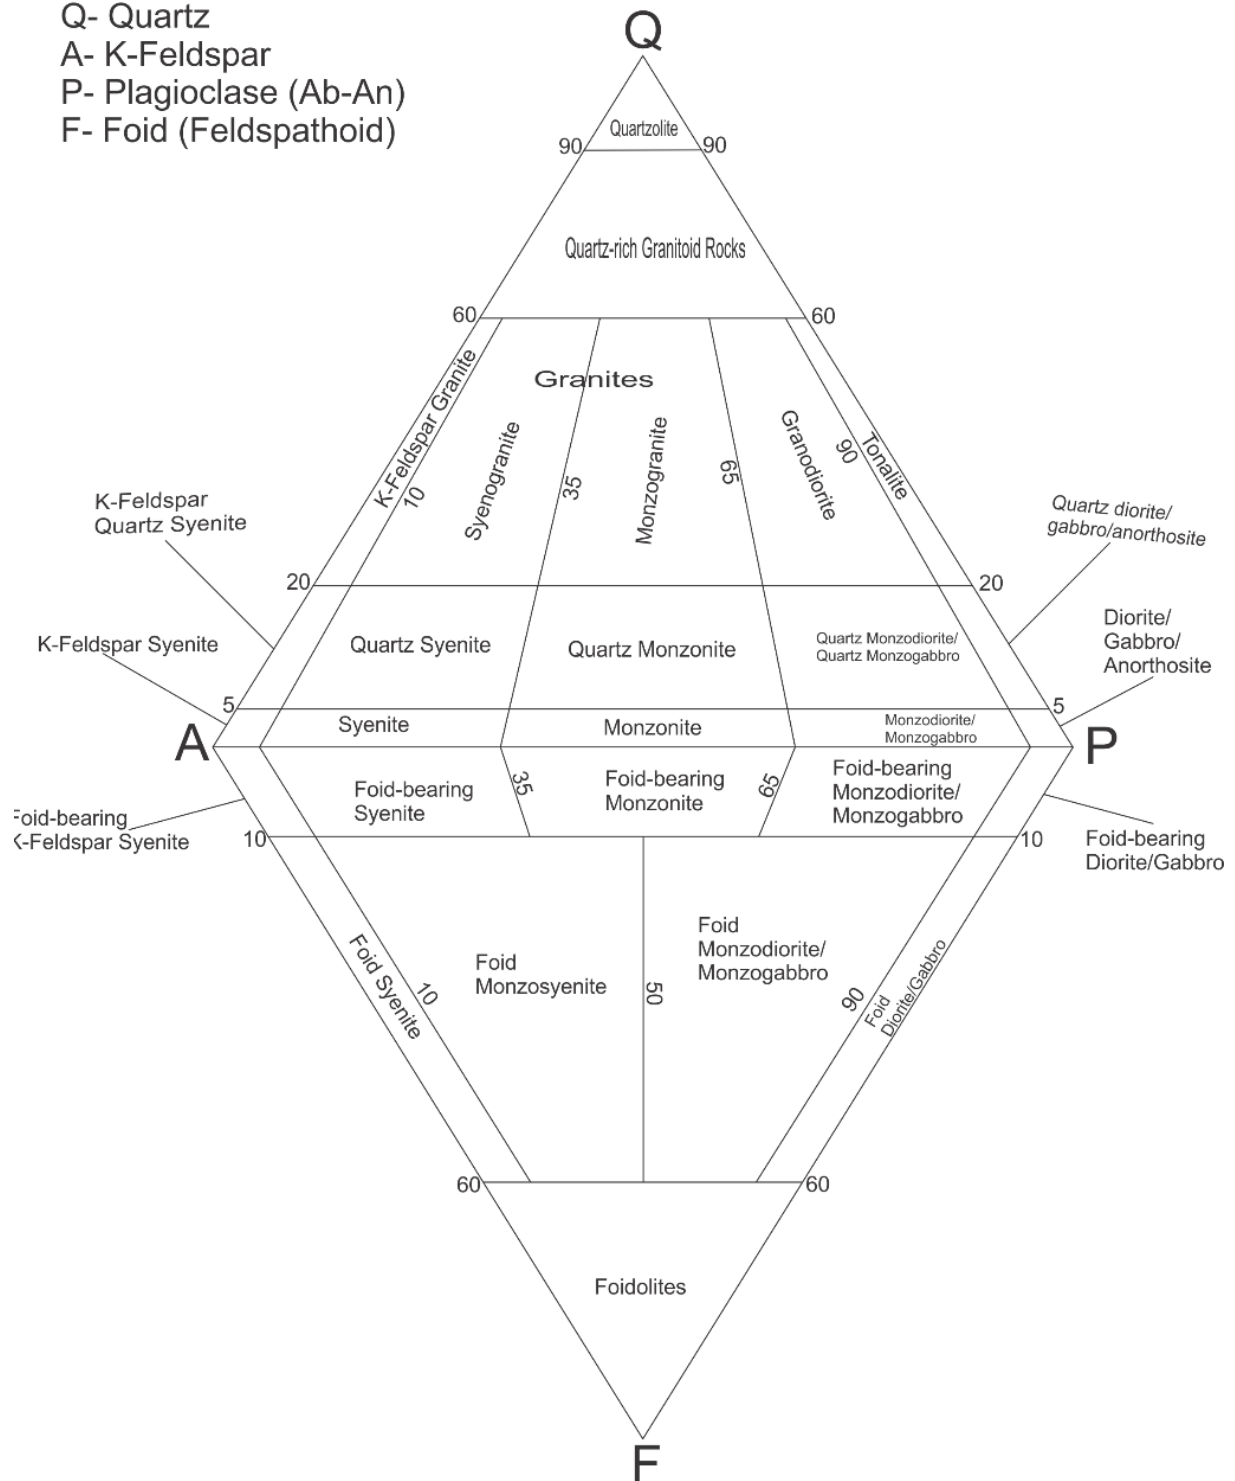 Q- Quartz
A- K-Feldspar
P- Plagioclase (Ab-An)
F- Foid (Feldspathoid)
Q
Quartzolite
90
90
Quartz-rich Granitoid Rocks
60
60
K-Feldspar Granite
10
Granites
Syenogranite
35
Monzogranite
65
Granodiorite
90
Tonalite
K-Feldspar
Quartz Syenite
Quartz diorite/
gabbro/anorthosite
20
20
K-Feldspar Syenite
Quartz Syenite
Quartz Monzonite
Quartz Monzodiorite/
Quartz Monzogabbro
Diorite/
Gabbro/
Anorthosite
5
5
Syenite
Monzonite
Monzodiorite/
Monzogabbro
A
P
Foid-bearing
Syenite
35
Foid-bearing
Monzonite
65
Foid-bearing
Monzodiorite/
Monzogabbro
Foid-bearing
K-Feldspar Syenite
10
10
Foid-bearing
Diorite/Gabbro
Foid Syenite
10
Foid
Monzosyenite
50
Foid
Monzodiorite/
Monzogabbro
90
Foid
Diorite/Gabbro
60
60
Foidolites
F